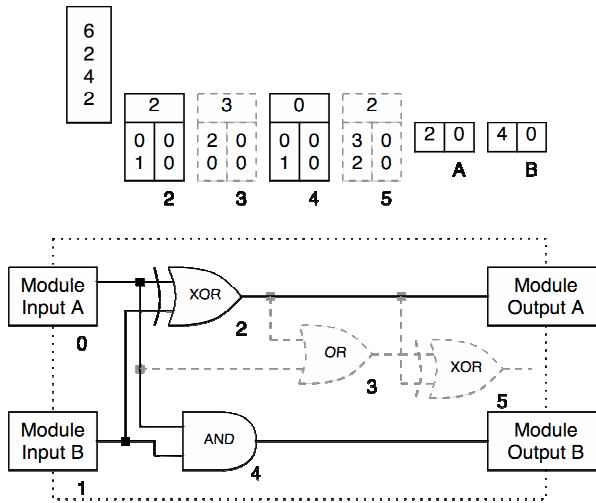 6
2
4
2
2 3 0 2
0 0 2 0 0 0 3 0
1 0 0 0 1 0 2 0
2 0 4 0
2 3 4 5 A B
Module Input A
0
XOR
2
Module Output A
OR
3
XOR
5
Module Input B
1
AND
4
Module Output B